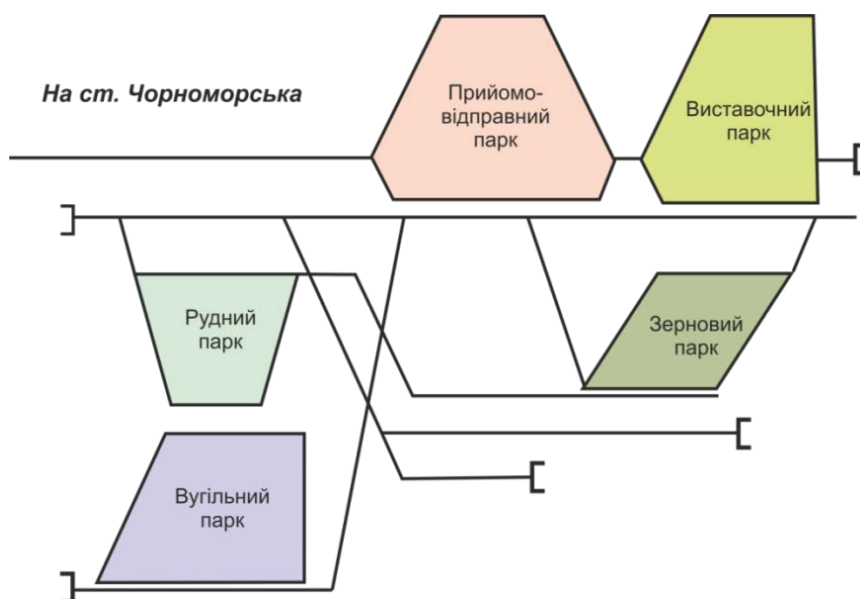 На ст. Чорноморська
Прийомо-
відправний
парк
Виставочний
парк
Рудний
парк
Зерновий
парк
Вугільний
парк